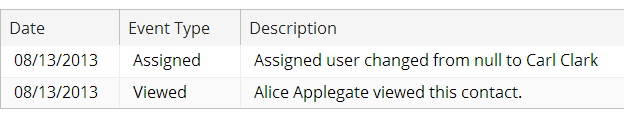 Date Event Type Description
08/13/2013 Assigned Assigned user changed from null to Carl Clark
08/13/2013 Viewed Alice Applegate viewed this contact.